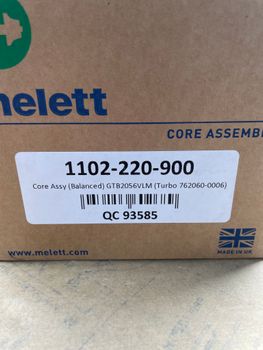 melett
CORE ASSEMB
1102-220-900
Core Assy (Balanced) GTB2056VLM (Turbo 762060-0006)
QC 93585
www.melett
MADE IN UK